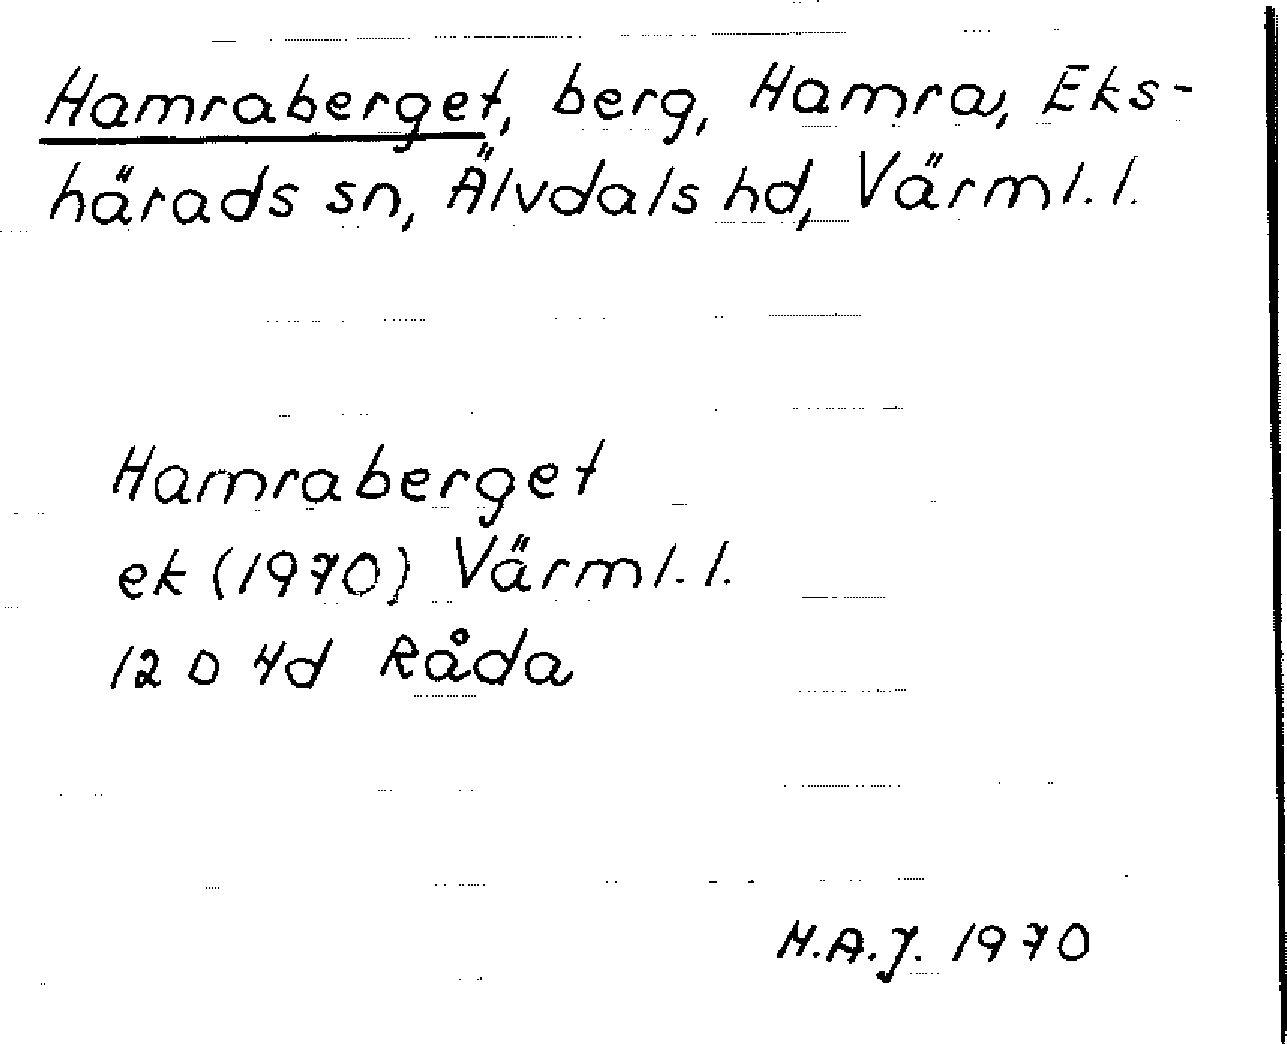 Hamraberget, berg, Hamra, Eks-
härads sn, Älvdals hd, Värml. l.
Hamraberget
ek (1970) Värml. l.
12 D 4d Råda
H.A.J. 1970